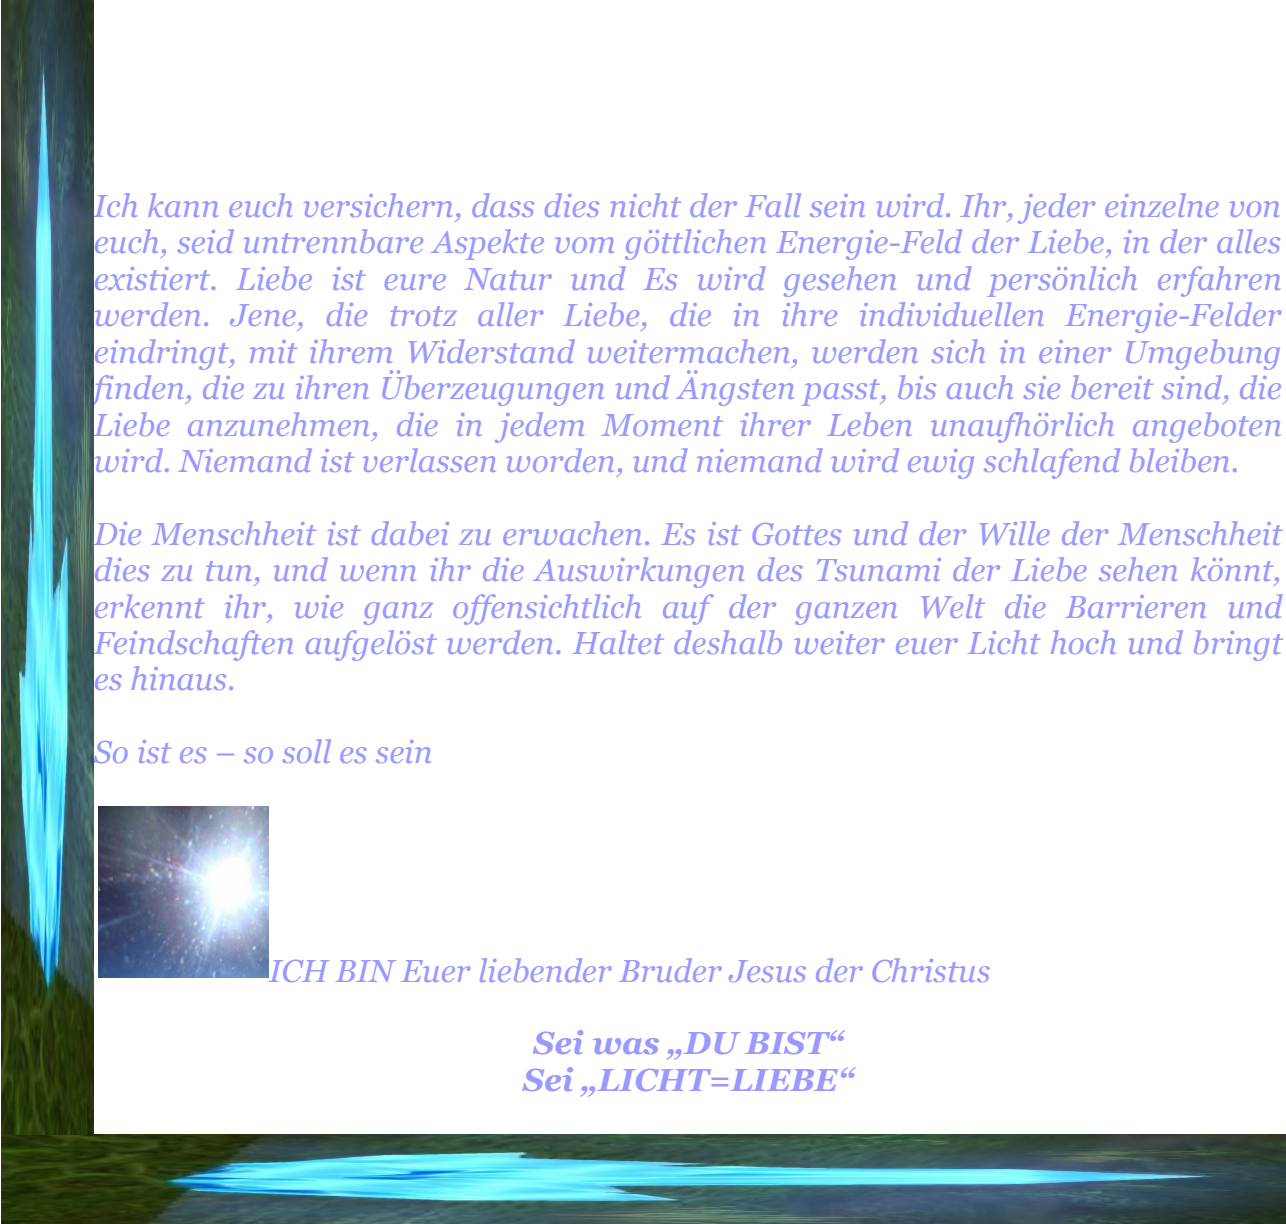 Ich kann euch versichern, dass dies nicht der Fall sein wird. Ihr, jeder einzelne von
euch, seid untrennbare Aspekte vom göttlichen Energie-Feld der Liebe, in der alles
existiert. Liebe ist eure Natur und Es wird gesehen und persönlich erfahren
werden. Jene, die trotz aller Liebe, die in ihre individuellen Energie-Felder
eindringt, mit ihrem Widerstand weitermachen, werden sich in einer Umgebung
finden, die zu ihren Überzeugungen und Ängsten passt, bis auch sie bereit sind, die
Liebe anzunehmen, die in jedem Moment ihrer Leben unaufhörlich angeboten
wird. Niemand ist verlassen worden, und niemand wird ewig schlafend bleiben.
Die Menschheit ist dabei zu erwachen. Es ist Gottes und der Wille der Menschheit
dies zu tun, und wenn ihr die Auswirkungen des Tsunami der Liebe sehen könnt,
erkennt ihr, wie ganz offensichtlich auf der ganzen Welt die Barrieren und
Feindschaften aufgelöst werden. Haltet deshalb weiter euer Licht hoch und bringt
es hinaus.
So ist es – so soll es sein
ICH BIN Euer liebender Bruder Jesus der Christus
Sei was „DU BIST“
Sei „LICHT=LIEBE“